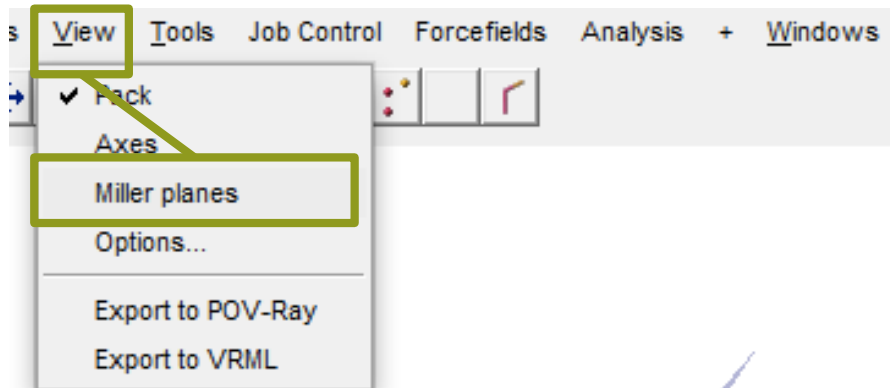 s View Tools Job Control Forcefields Analysis + Windows
Pack
Axes
Miller planes
Options...
Export to POV-Ray
Export to VRML